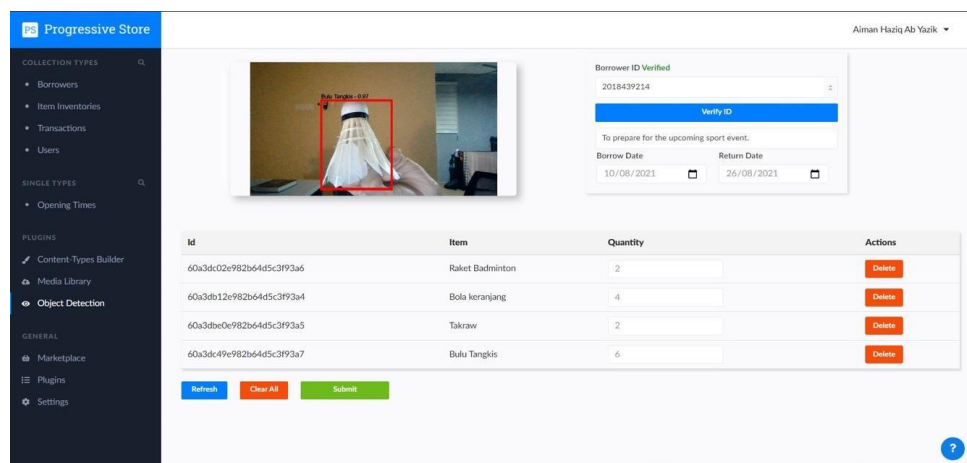 PS Progressive Store
Aiman Haziq Ab Yazik
COLLECTION TYPES
Borrowers
Item Inventories
Transactions
Users
SINGLE TYPES
Opening Times
PLUGINS
Content-Types Builder
Media Library
Object Detection
GENERAL
Marketplace
Plugins
Settings
Bulu Tangkis - 0.97
Borrower ID Verified
2018439214
Verify ID
To prepare for the upcoming sport event.
Borrow Date Return Date
10/08/2021 26/08/2021
Id Item Quantity Actions
60a3dc02e982b64d5c3f93a6 Raket Badminton 2 Delete
60a3db12e982b64d5c3f93a4 Bola keranjang 4 Delete
60a3dbe0e982b64d5c3f93a5 Takraw 2 Delete
60a3dc49e982b64d5c3f93a7 Bulu Tangkis 6 Delete
Refresh Clear All Submit
?